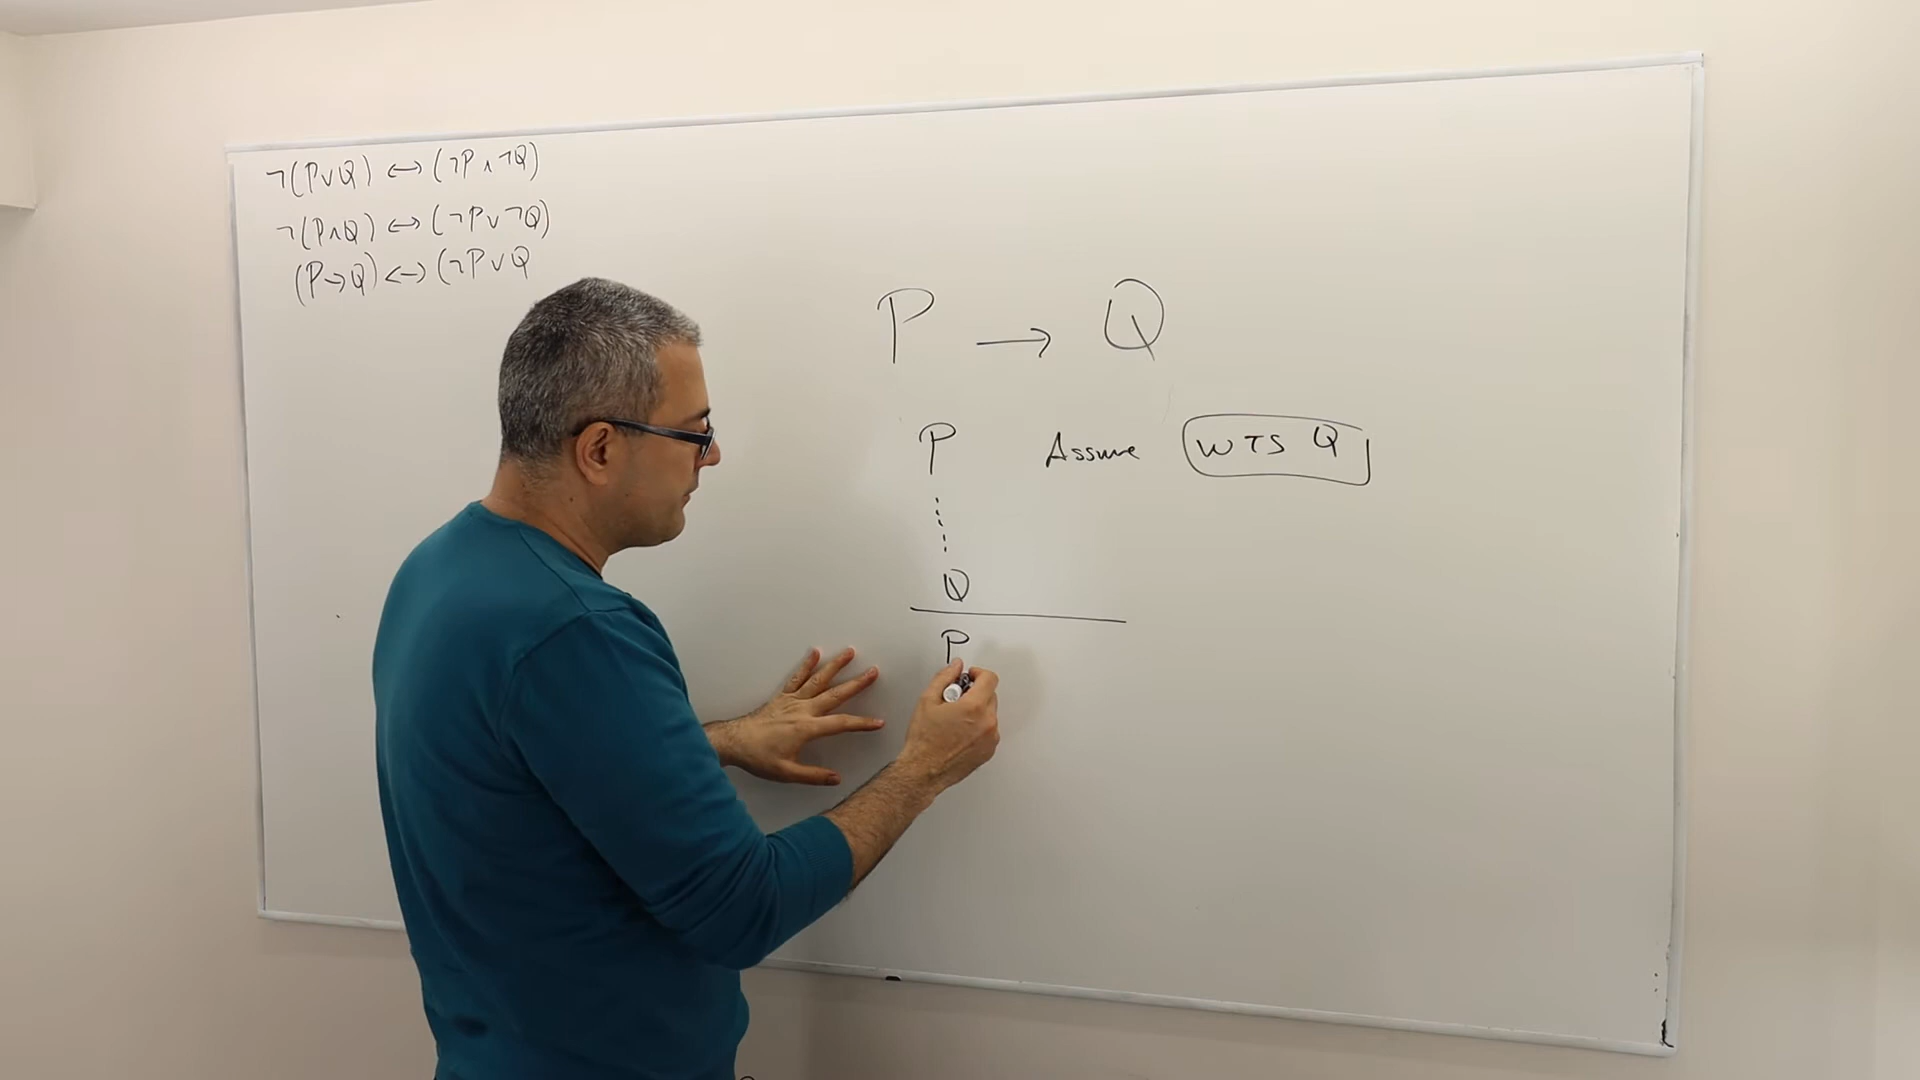 ¬(P∨Q) ↔ (¬P∧¬Q)
¬(P∧Q) ↔ (¬P∨¬Q)
(P→Q) ↔ (¬P∨Q
P → Q
P Assume WTS Q
Q
P